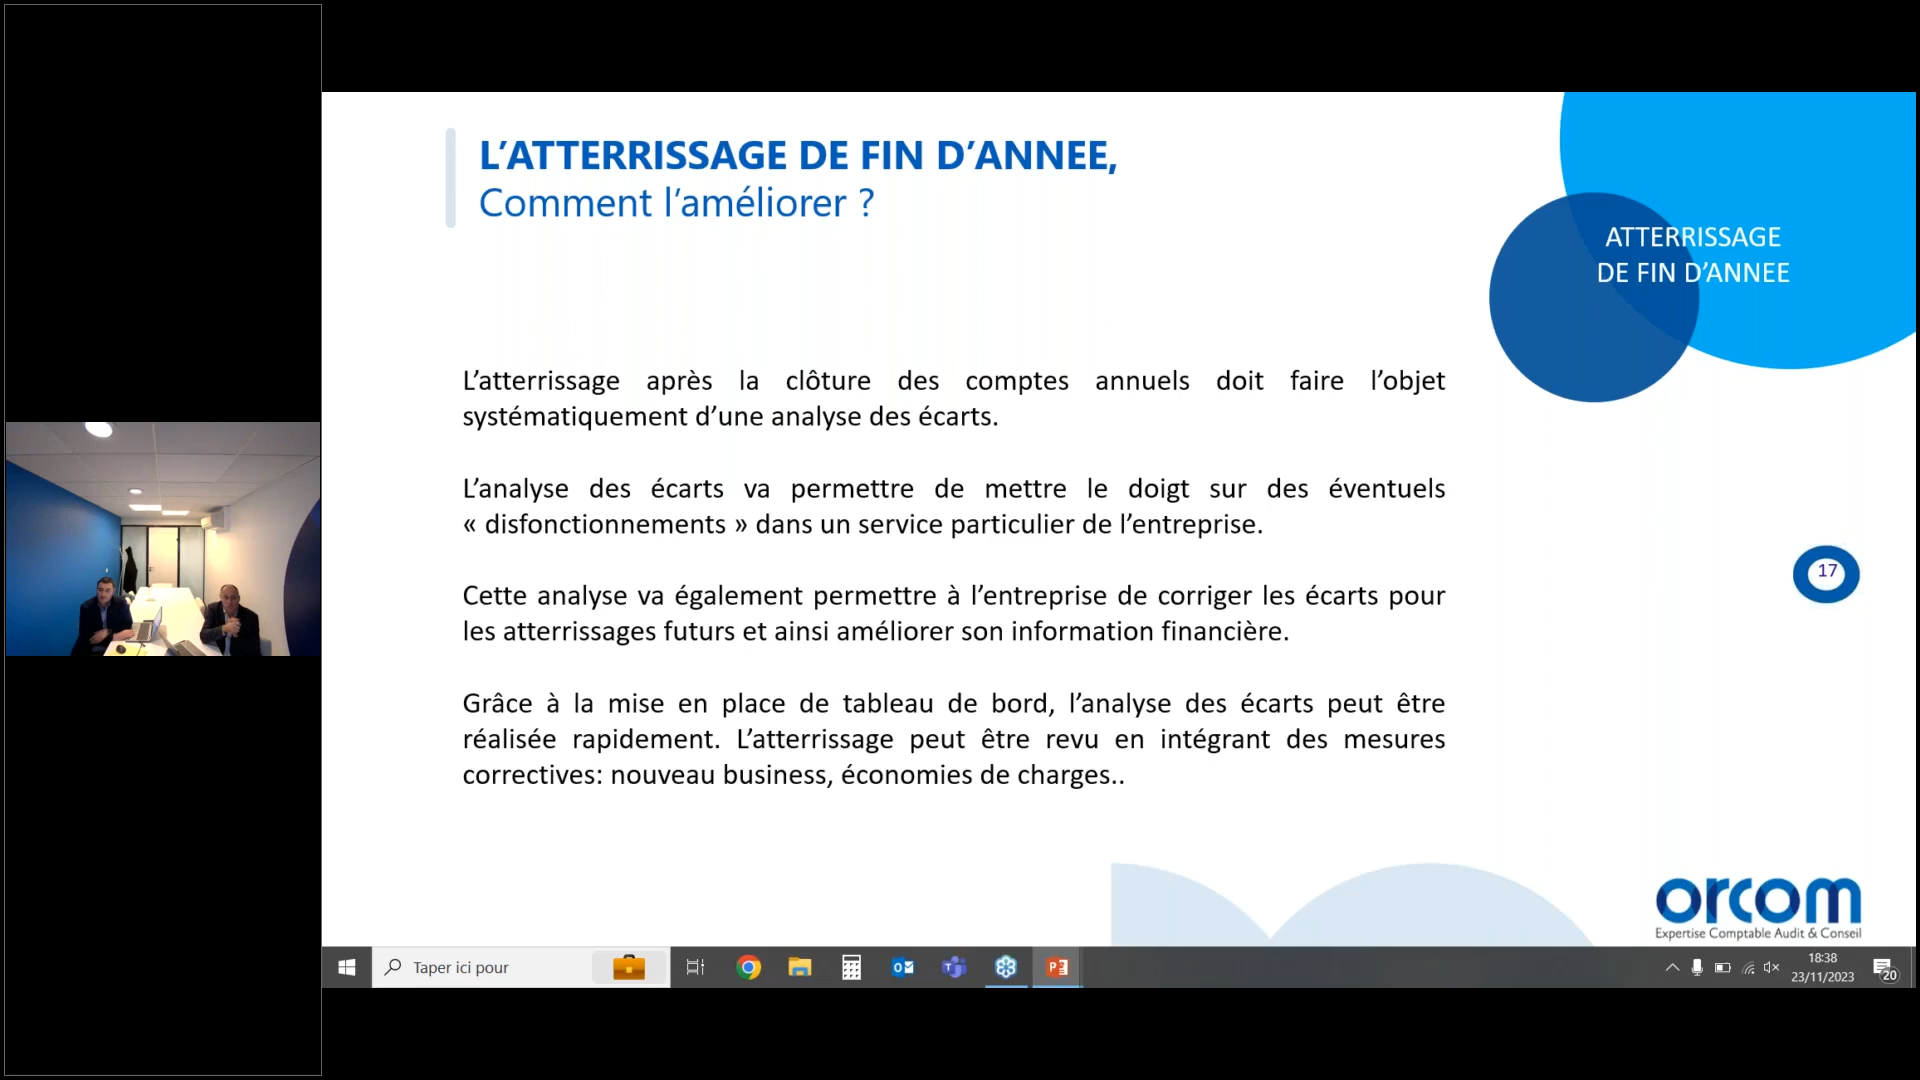 L’ATTERRISSAGE DE FIN D’ANNEE,
Comment l’améliorer ?
ATTERRISSAGE
DE FIN D’ANNEE
L’atterrissage après la clôture des comptes annuels doit faire l’objet
systématiquement d’une analyse des écarts.
L’analyse des écarts va permettre de mettre le doigt sur des éventuels
« disfonctionnements » dans un service particulier de l’entreprise.
17
Cette analyse va également permettre à l’entreprise de corriger les écarts pour
les atterrissages futurs et ainsi améliorer son information financière.
Grâce à la mise en place de tableau de bord, l’analyse des écarts peut être
réalisée rapidement. L’atterrissage peut être revu en intégrant des mesures
correctives: nouveau business, économies de charges..
orcom
Expertise Comptable Audit & Conseil
Taper ici pour
18:38
23/11/2023
20